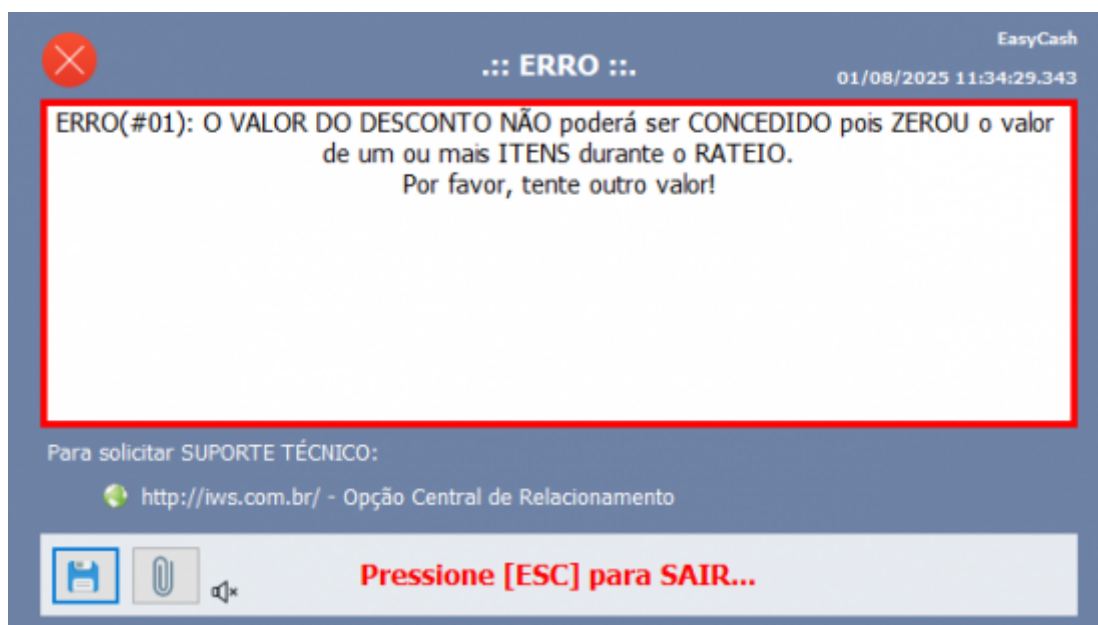 EasyCash
.:: ERRO ::.
01/08/2025 11:34:29.343
ERRO(#01): O VALOR DO DESCONTO NÃO poderá ser CONCEDIDO pois ZEROU o valor
de um ou mais ITENS durante o RATEIO.
Por favor, tente outro valor!
Para solicitar SUPORTE TÉCNICO:
http://iws.com.br/ - Opção Central de Relacionamento
Pressione [ESC] para SAIR...